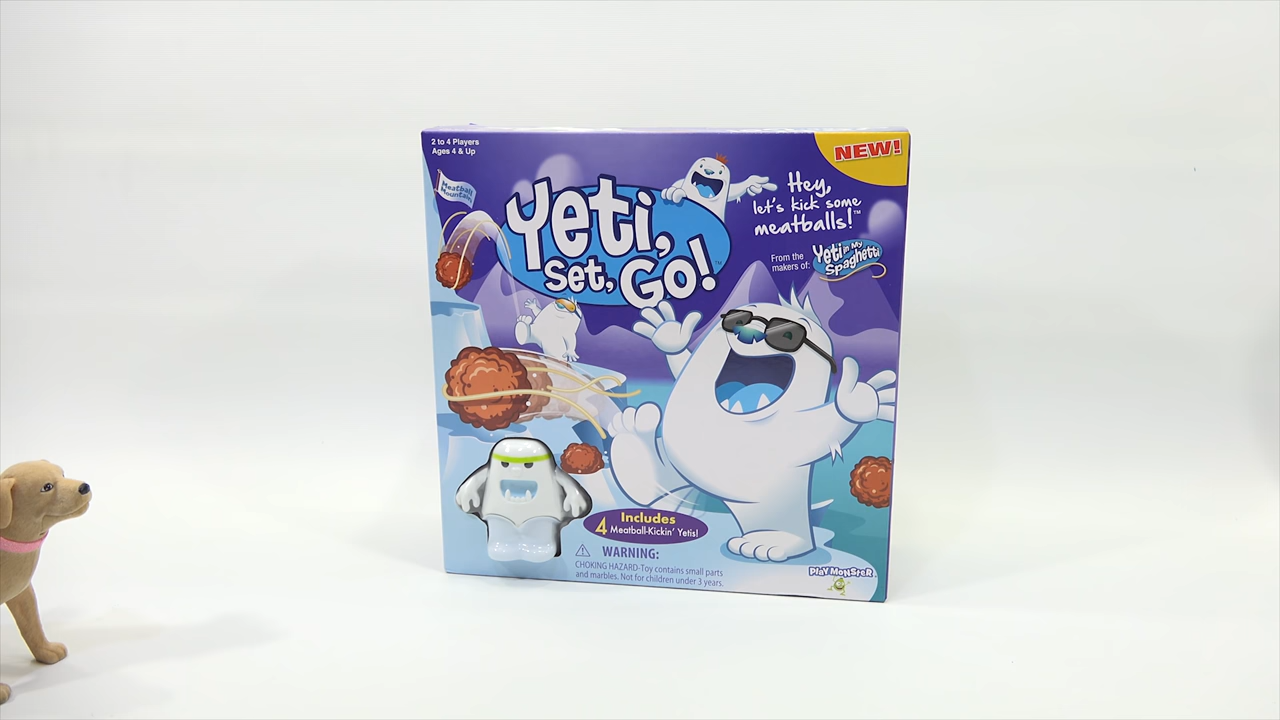 2 to 4 Players
Ages 4 & Up
NEW!
Meatball
Mountain
Yeti,
Set, Go!™
Hey,
let's kick some
meatballs!™
From the
makers of:
Yeti in My
Spaghetti
Includes
4 Meatball-Kickin' Yetis!
⚠ WARNING:
CHOKING HAZARD-Toy contains small parts
and marbles. Not for children under 3 years.
PLAY MONSTER